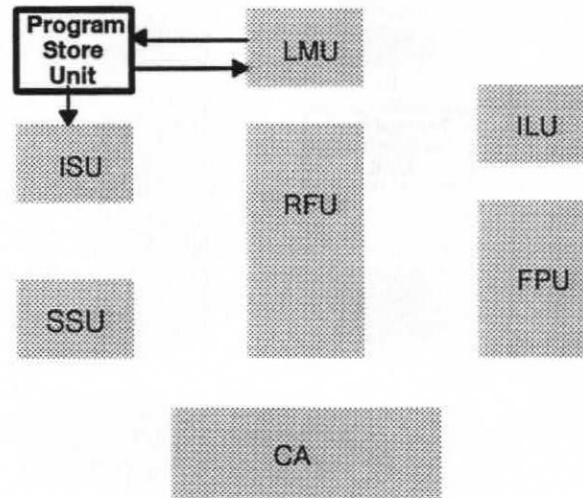 Program
Store
Unit
LMU
ILU
ISU
RFU
FPU
SSU
CA